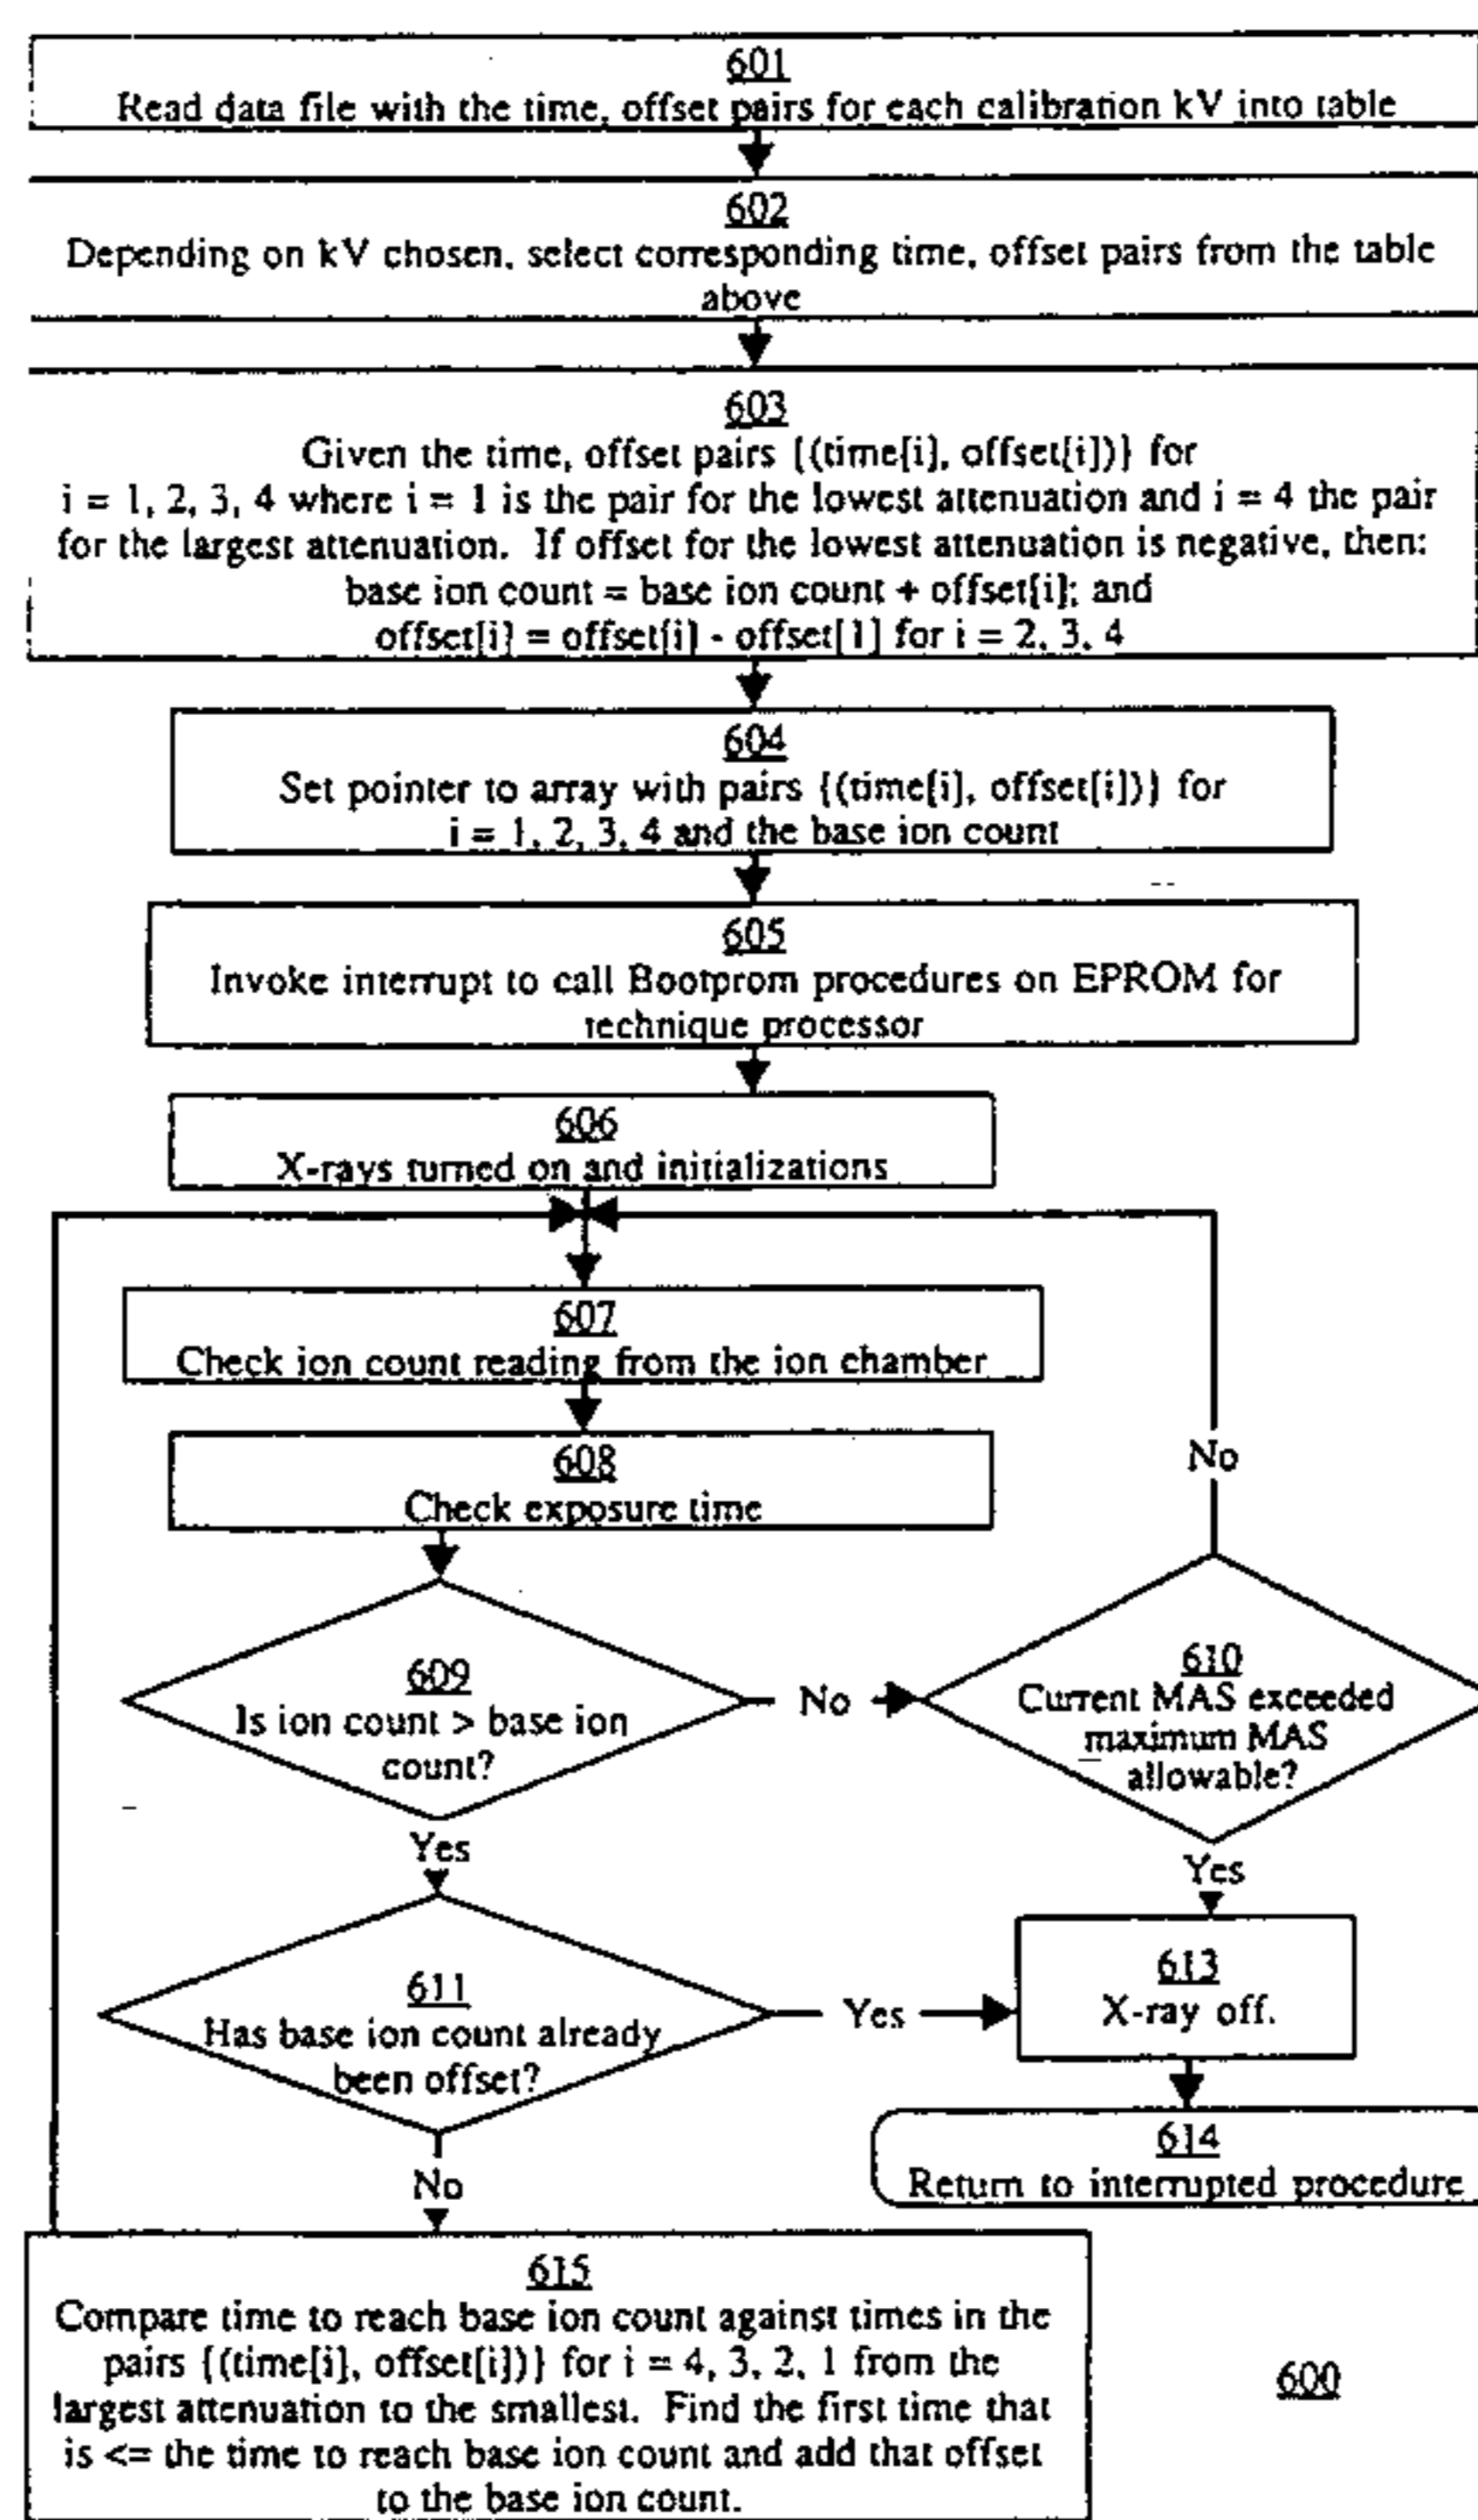 601
Read data file with the time, offset pairs for each calibration kV into table
602
Depending on kV chosen, select corresponding time, offset pairs from the table
above
603
Given the time, offset pairs {(time[i], offset[i])} for
i = 1, 2, 3, 4 where i = 1 is the pair for the lowest attenuation and i = 4 the pair
for the largest attenuation. If offset for the lowest attenuation is negative, then:
base ion count = base ion count + offset[i]; and
offset[i] = offset[i] - offset[1] for i = 2, 3, 4
604
Set pointer to array with pairs {(time[i], offset[i])} for
i = 1, 2, 3, 4 and the base ion count
605
Invoke interrupt to call Bootprom procedures on EPROM for
technique processor
606
X-rays turned on and initializations
607
Check ion count reading from the ion chamber
608
Check exposure time
No
609
Is ion count > base ion
count?
No
610
Current MAS exceeded
maximum MAS
allowable?
Yes
Yes
611
Has base ion count already
been offset?
Yes
613
X-ray off.
No
614
Return to interrupted procedure
615
Compare time to reach base ion count against times in the
pairs {(time[i], offset[i])} for i = 4, 3, 2, 1 from the
largest attenuation to the smallest. Find the first time that
is <= the time to reach base ion count and add that offset
to the base ion count.
600